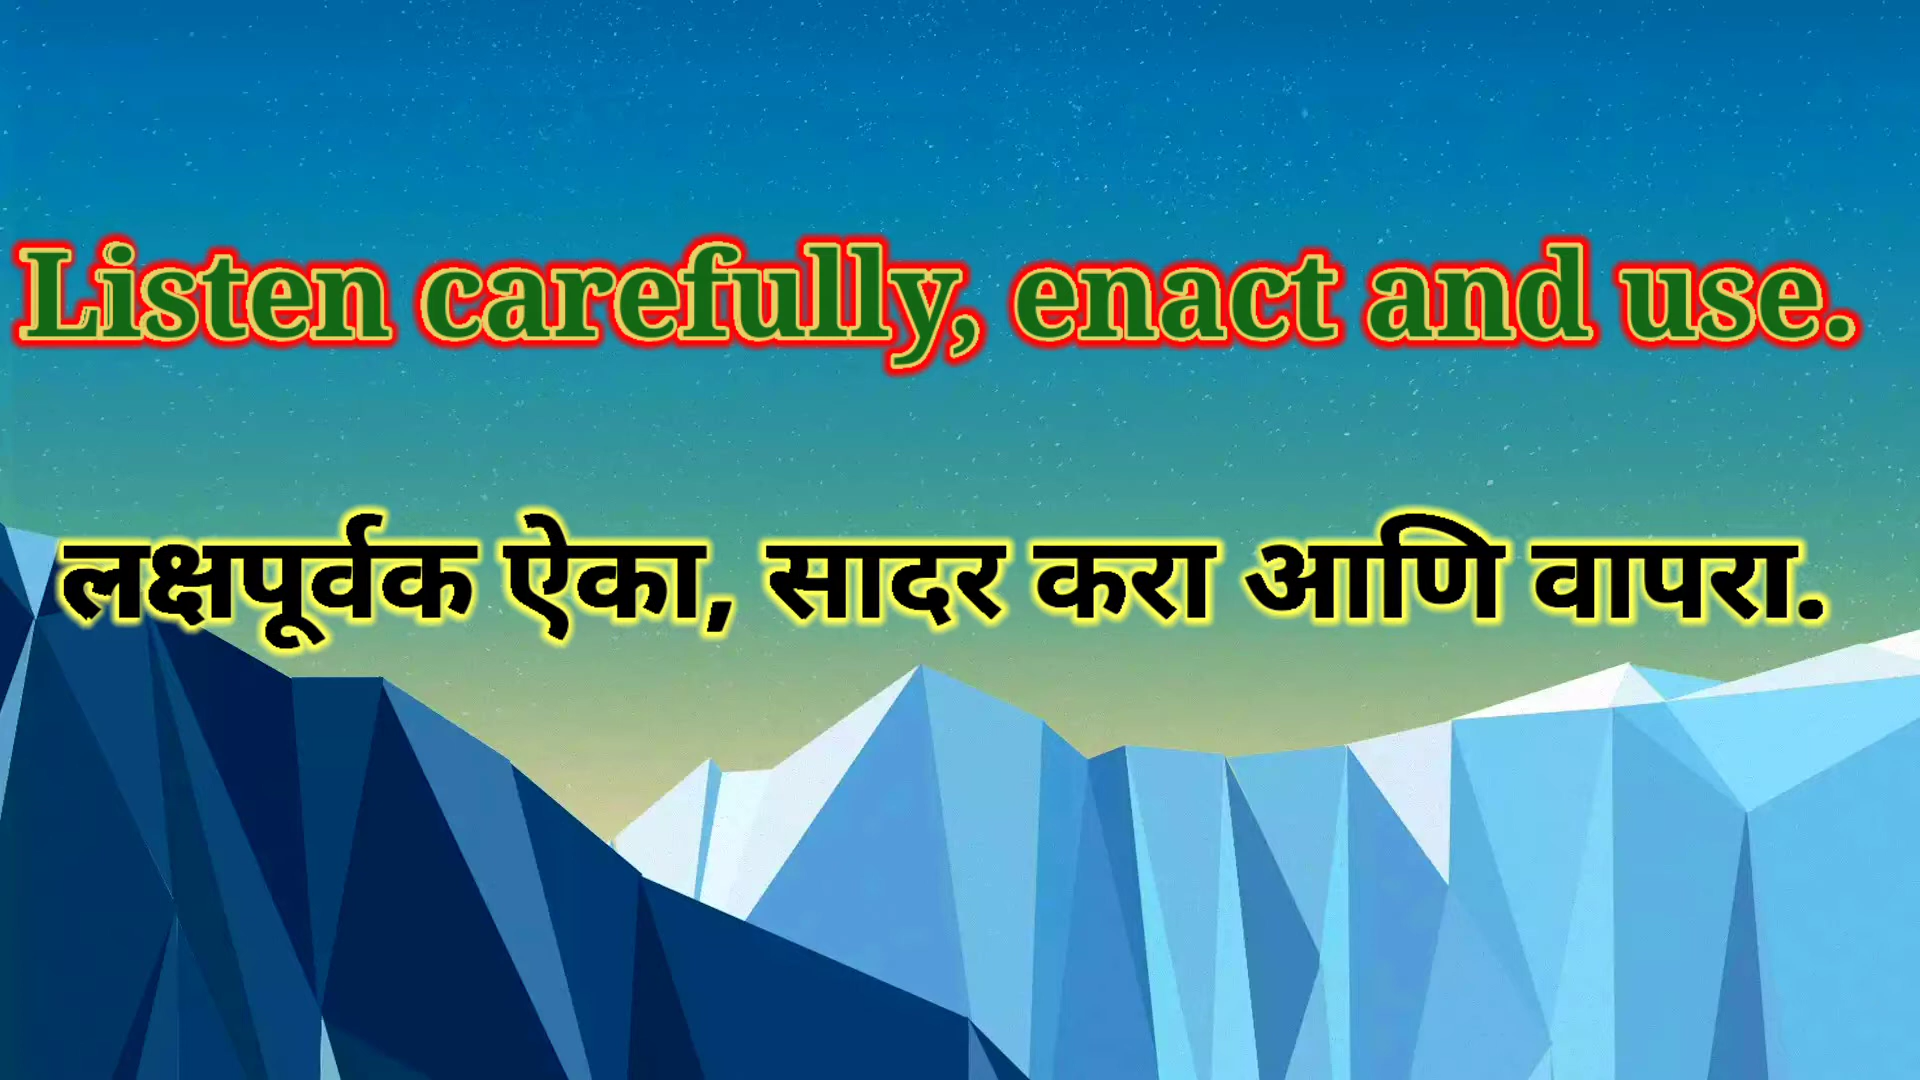 Listen carefully, enact and use.
लक्षपूर्वक ऐका, सादर करा आणि वापरा.